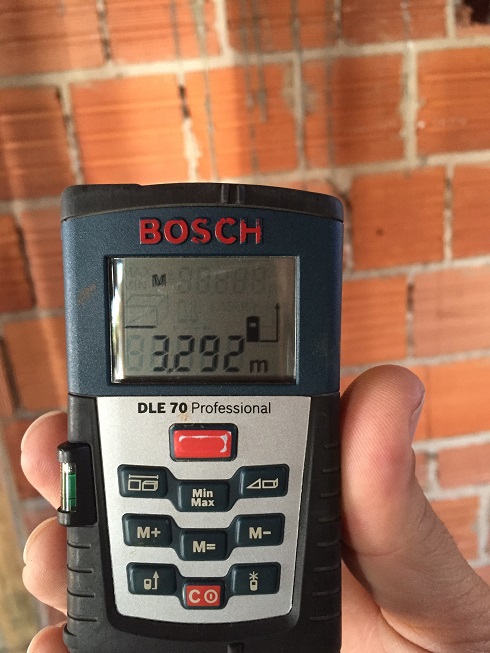 BOSCH
M
3.292 m
DLE 70 Professional
Min
Max
M+
M=
M-
C